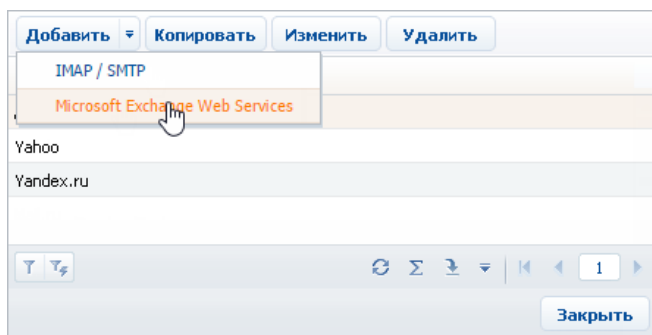 Добавить Копировать Изменить Удалить
IMAP / SMTP
Microsoft Exchange Web Services
Yahoo
Yandex.ru
1
Закрыть